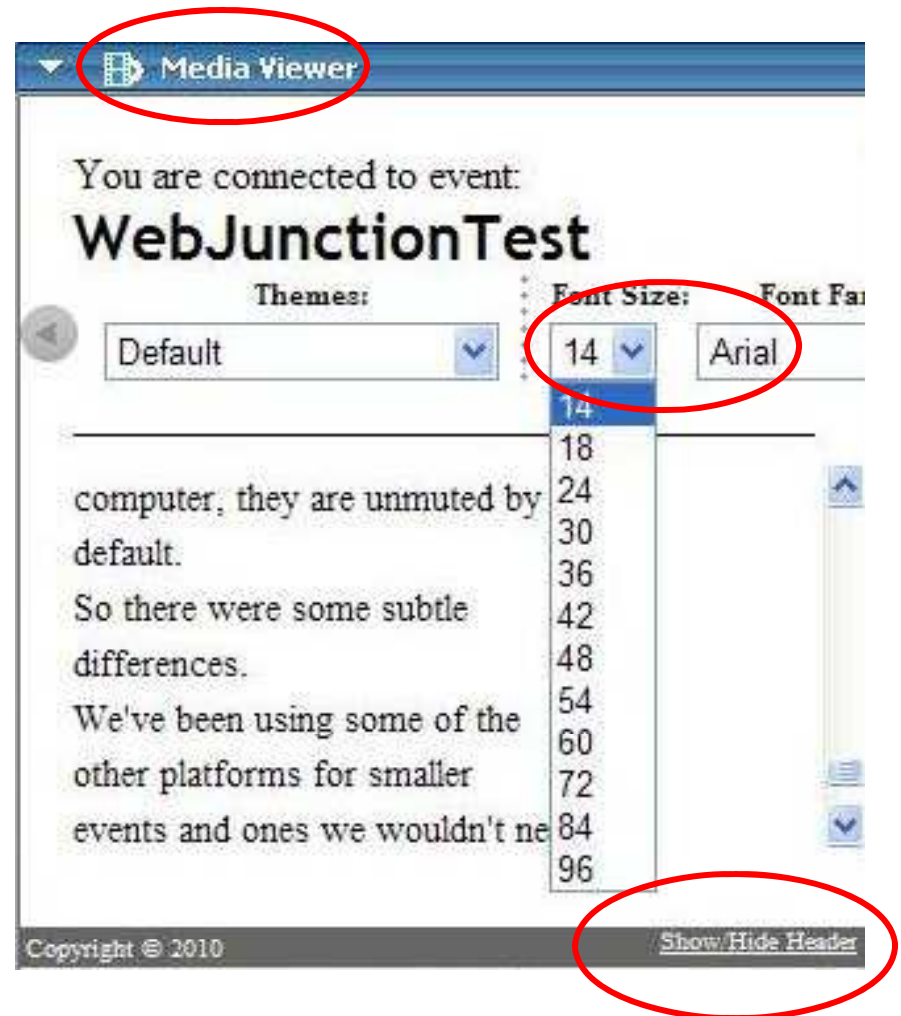 Media Viewer
You are connected to event:
WebJunctionTest
Themes: Font Size: Font Fa
Default 14 Arial
14
18
24
30
36
42
48
54
60
72
84
96
computer, they are unmuted by
default.
So there were some subtle
differences.
We've been using some of the
other platforms for smaller
events and ones we wouldn't ne
Copyright © 2010 Show/Hide Header